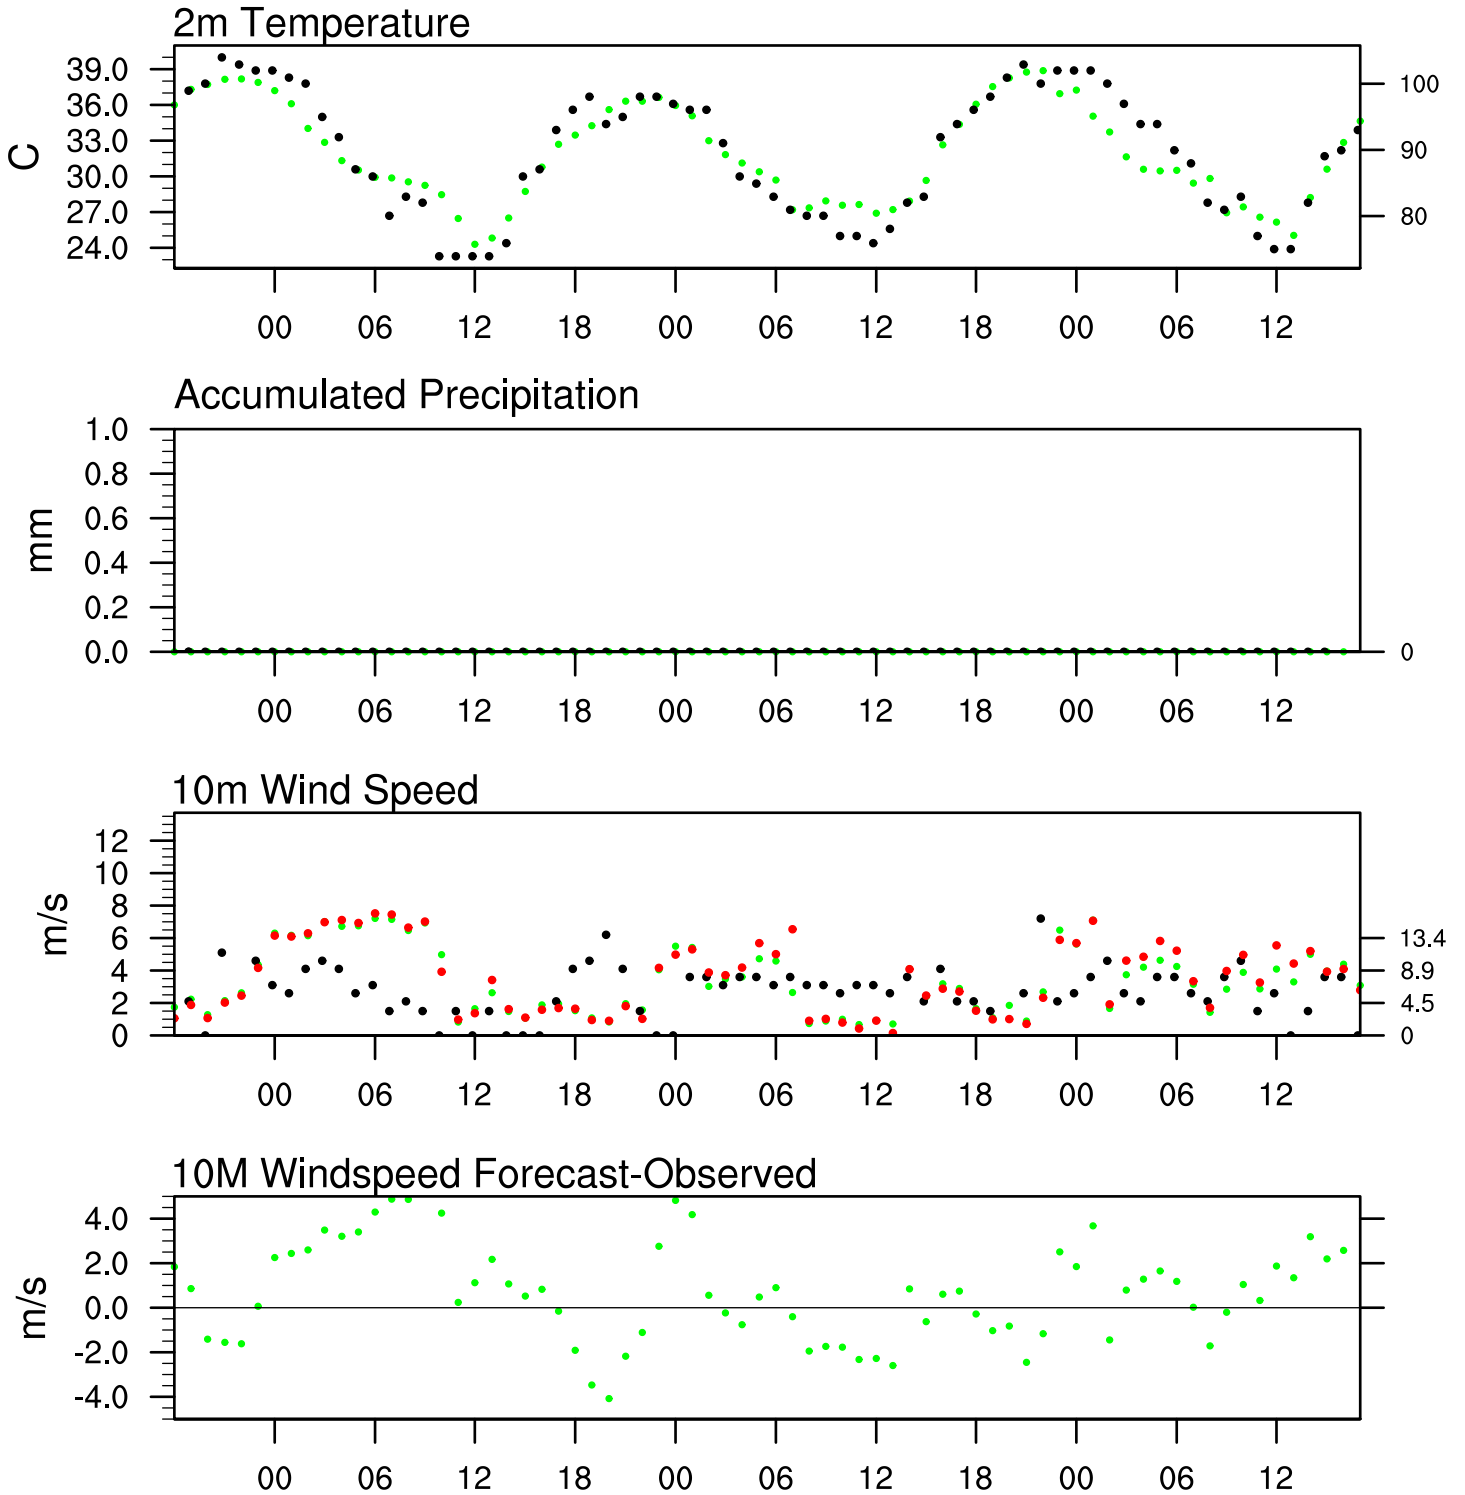 2m Temperature
39.0
36.0
33.0
30.0
27.0
24.0
C
100
90
80
00 06 12 18 00 06 12 18 00 06 12
Accumulated Precipitation
1.0
0.8
0.6
0.4
0.2
0.0
mm
0
00 06 12 18 00 06 12 18 00 06 12
10m Wind Speed
12
10
8
6
4
2
0
m/s
13.4
8.9
4.5
0
00 06 12 18 00 06 12 18 00 06 12
10M Windspeed Forecast-Observed
4.0
2.0
0.0
-2.0
-4.0
m/s
00 06 12 18 00 06 12 18 00 06 12